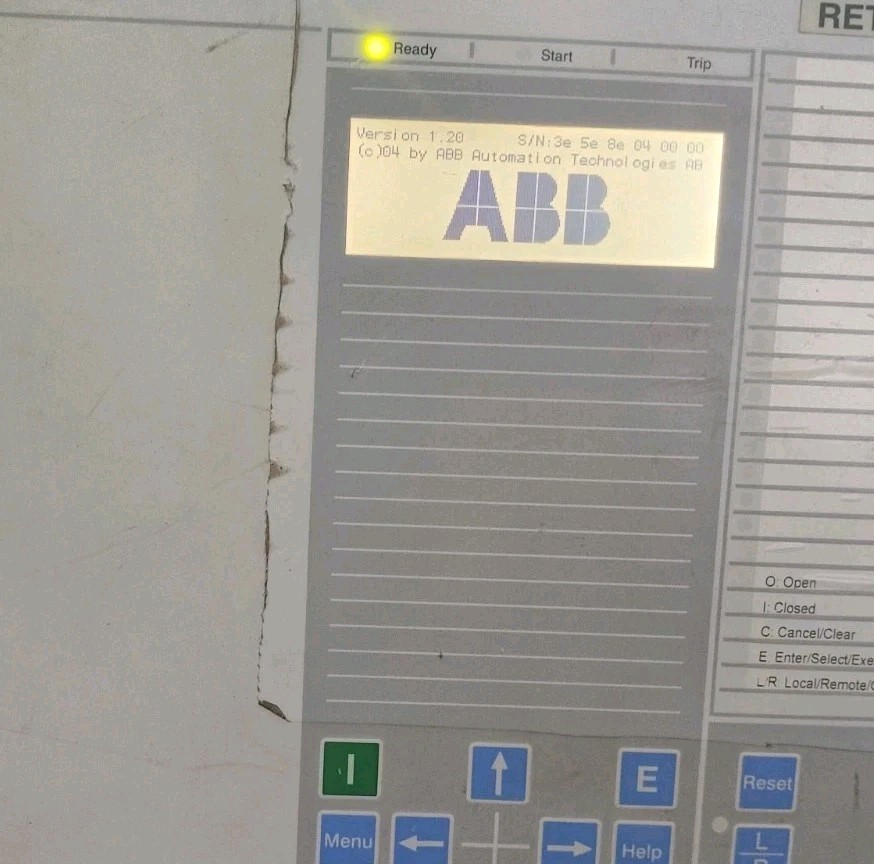 RET
Ready
Start
Trip
Version 1.20 S/N:3e 5e 8e 04 00 00
(c)04 by ABB Automation Technologies AB
ABB
O: Open
I: Closed
C: Cancel/Clear
E: Enter/Select/Exe
L/R: Local/Remote/
I
E
Reset
Menu
Help
L